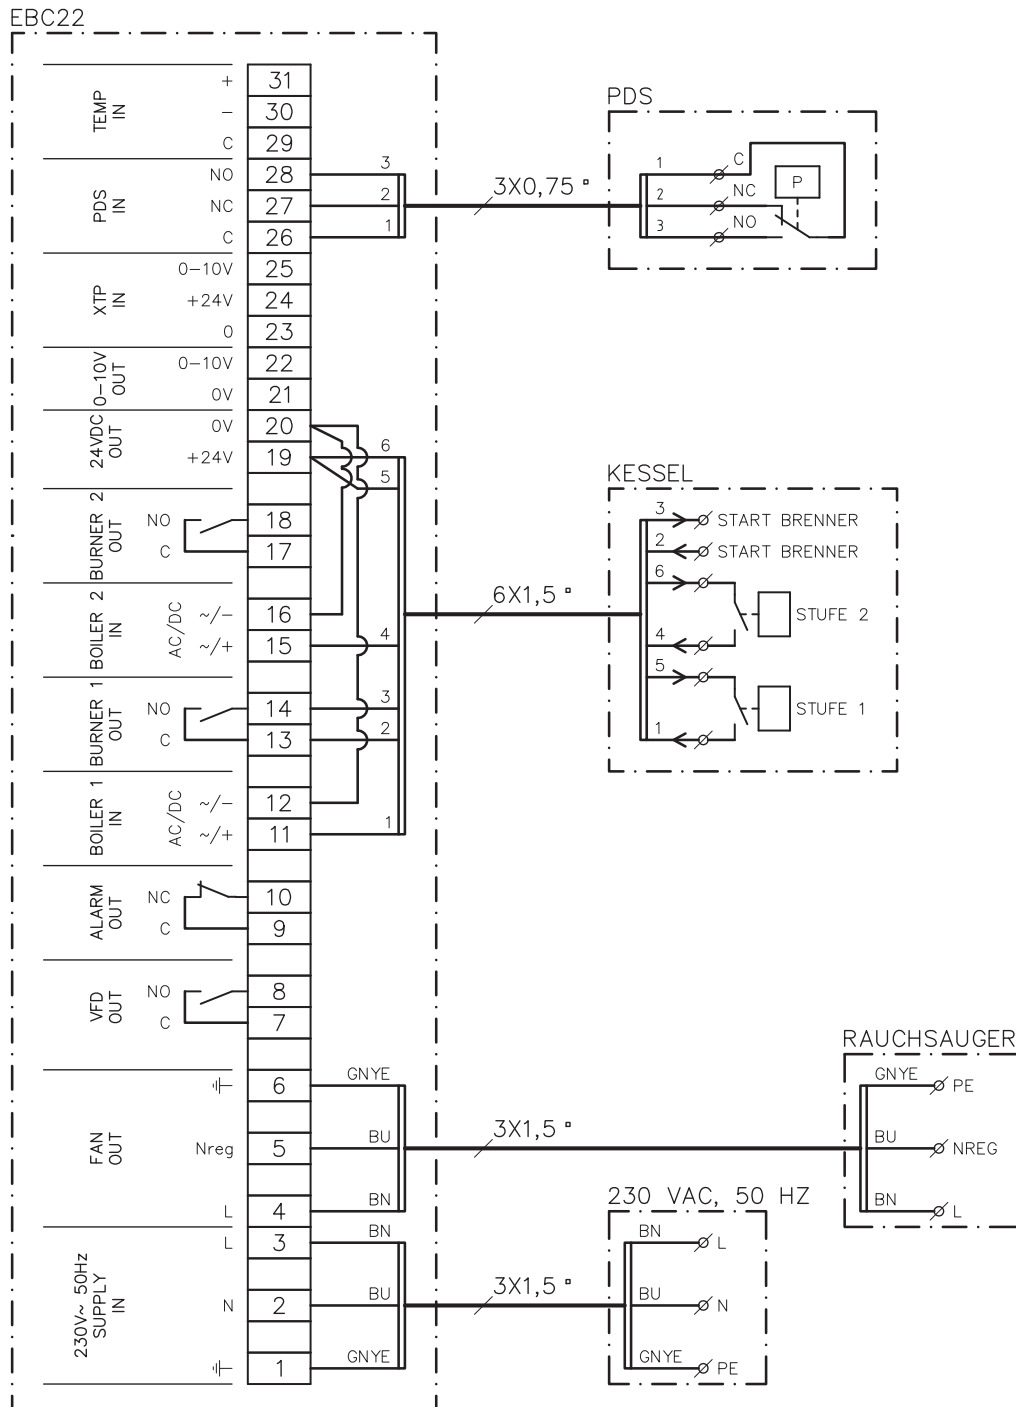 EBC22
TEMP
IN
+ 31
− 30
C 29
PDS
IN
NO 28
NC 27
C 26
3
2
1
3X0,75 ▫
PDS
1 C
2 NC
3 NO
P
XTP
IN
0−10V 25
+24V 24
0 23
0−10V
OUT
0−10V 22
0V 21
24VDC
OUT
0V 20
+24V 19
6
5
BURNER 2
OUT
NO 18
C 17
BOILER 2
IN
AC/DC
~/− 16
~/+ 15
4
BURNER 1
OUT
NO 14
C 13
3
2
BOILER 1
IN
AC/DC
~/− 12
~/+ 11
1
6X1,5 ▫
KESSEL
3 START BRENNER
2 START BRENNER
6
STUFE 2
4
5
STUFE 1
1
ALARM
OUT
NC 10
C 9
VFD
OUT
NO 8
C 7
FAN
OUT
6 GNYE
Nreg 5 BU
L 4 BN
3X1,5 ▫
RAUCHSAUGER
GNYE PE
BU NREG
BN L
230V~ 50Hz
SUPPLY
IN
L 3 BN
N 2 BU
1 GNYE
3X1,5 ▫
230 VAC, 50 HZ
BN L
BU N
GNYE PE